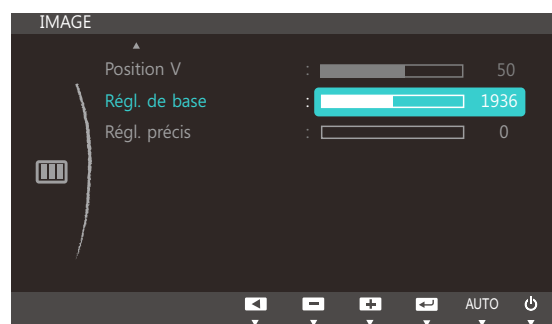 IMAGE
Position V : 50
Régl. de base : 1936
Régl. précis : 0
AUTO